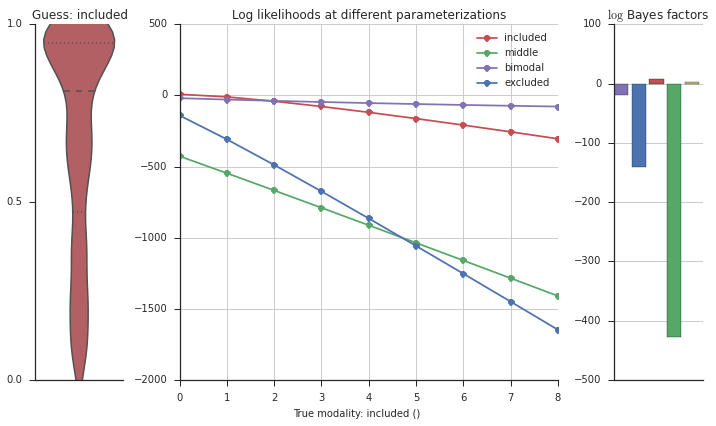 Guess: included
1.0
0.5
0.0
Log likelihoods at different parameterizations
500
0
−500
−1000
−1500
−2000
0 1 2 3 4 5 6 7 8
True modality: included ()
included
middle
bimodal
excluded
log Bayes factors
100
0
−100
−200
−300
−400
−500